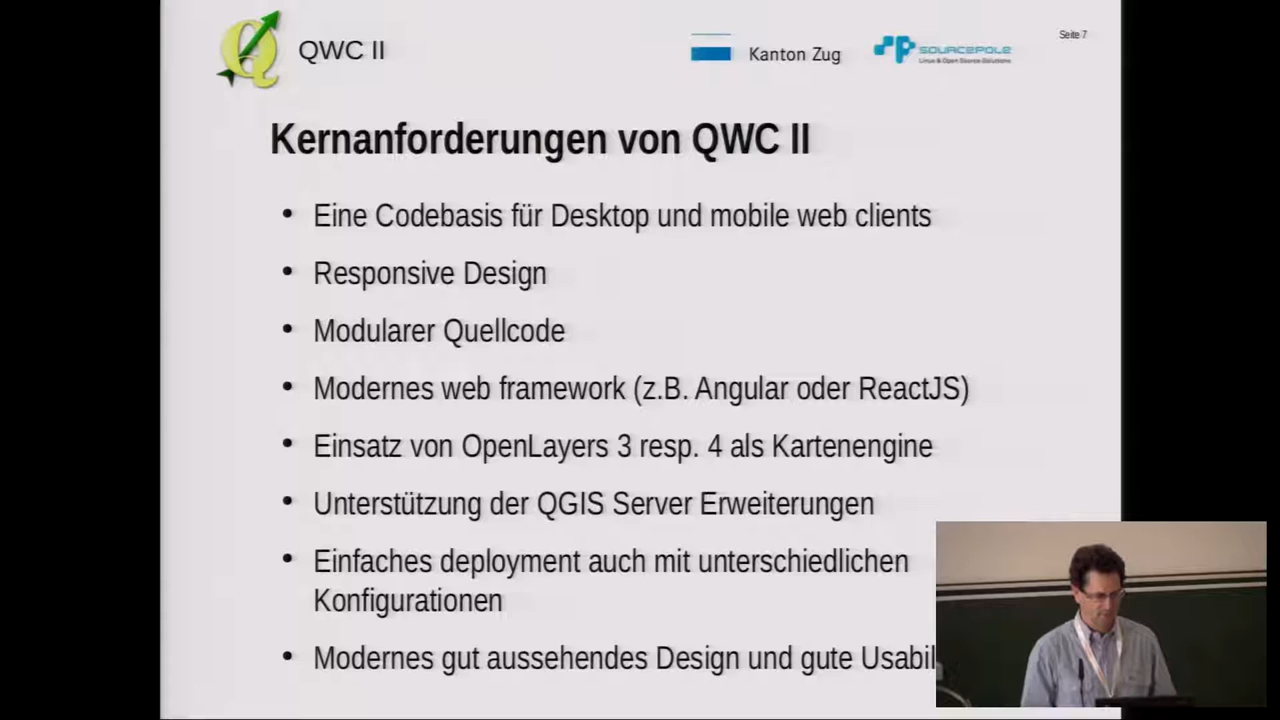 QWC II
Kanton Zug
SOURCEPOLE
Linux & Open Source Solutions
Seite 7
Kernanforderungen von QWC II
• Eine Codebasis für Desktop und mobile web clients
• Responsive Design
• Modularer Quellcode
• Modernes web framework (z.B. Angular oder ReactJS)
• Einsatz von OpenLayers 3 resp. 4 als Kartenengine
• Unterstützung der QGIS Server Erweiterungen
• Einfaches deployment auch mit unterschiedlichen
Konfigurationen
• Modernes gut aussehendes Design und gute Usabil